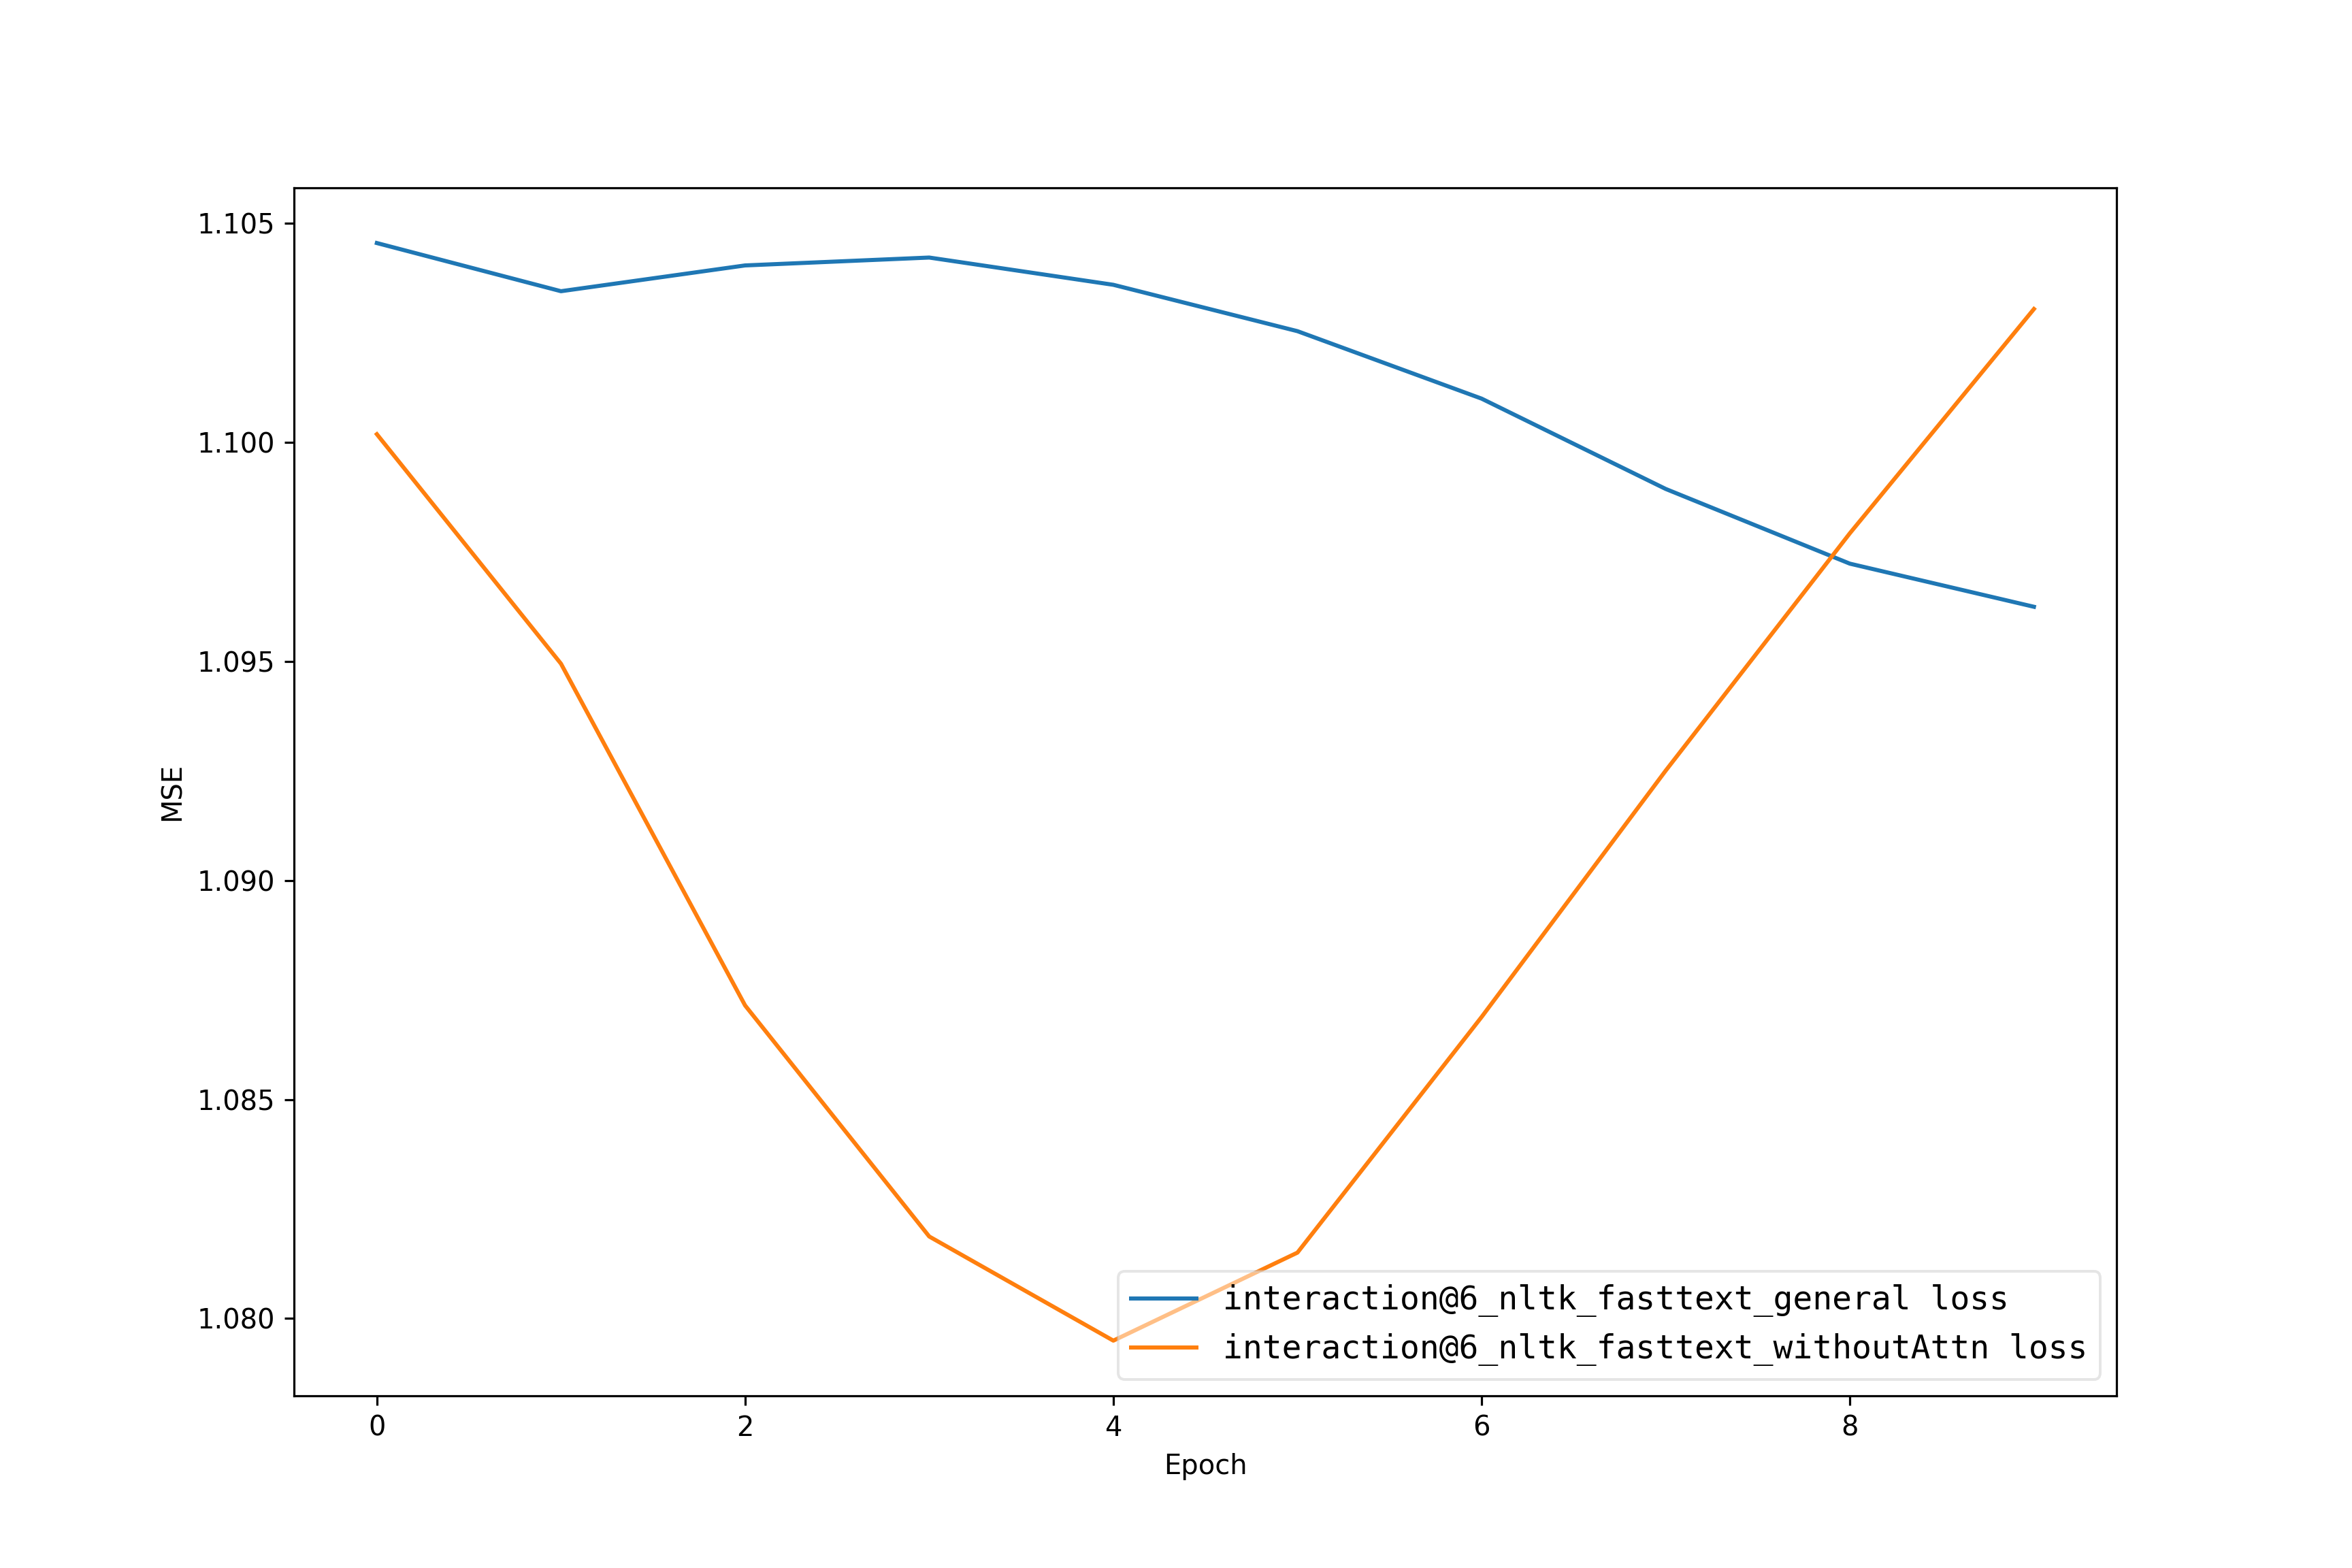 1.105
1.100
1.095
1.090
1.085
1.080
MSE
interaction@6_nltk_fasttext_general loss
interaction@6_nltk_fasttext_withoutAttn loss
0 2 4 6 8
Epoch